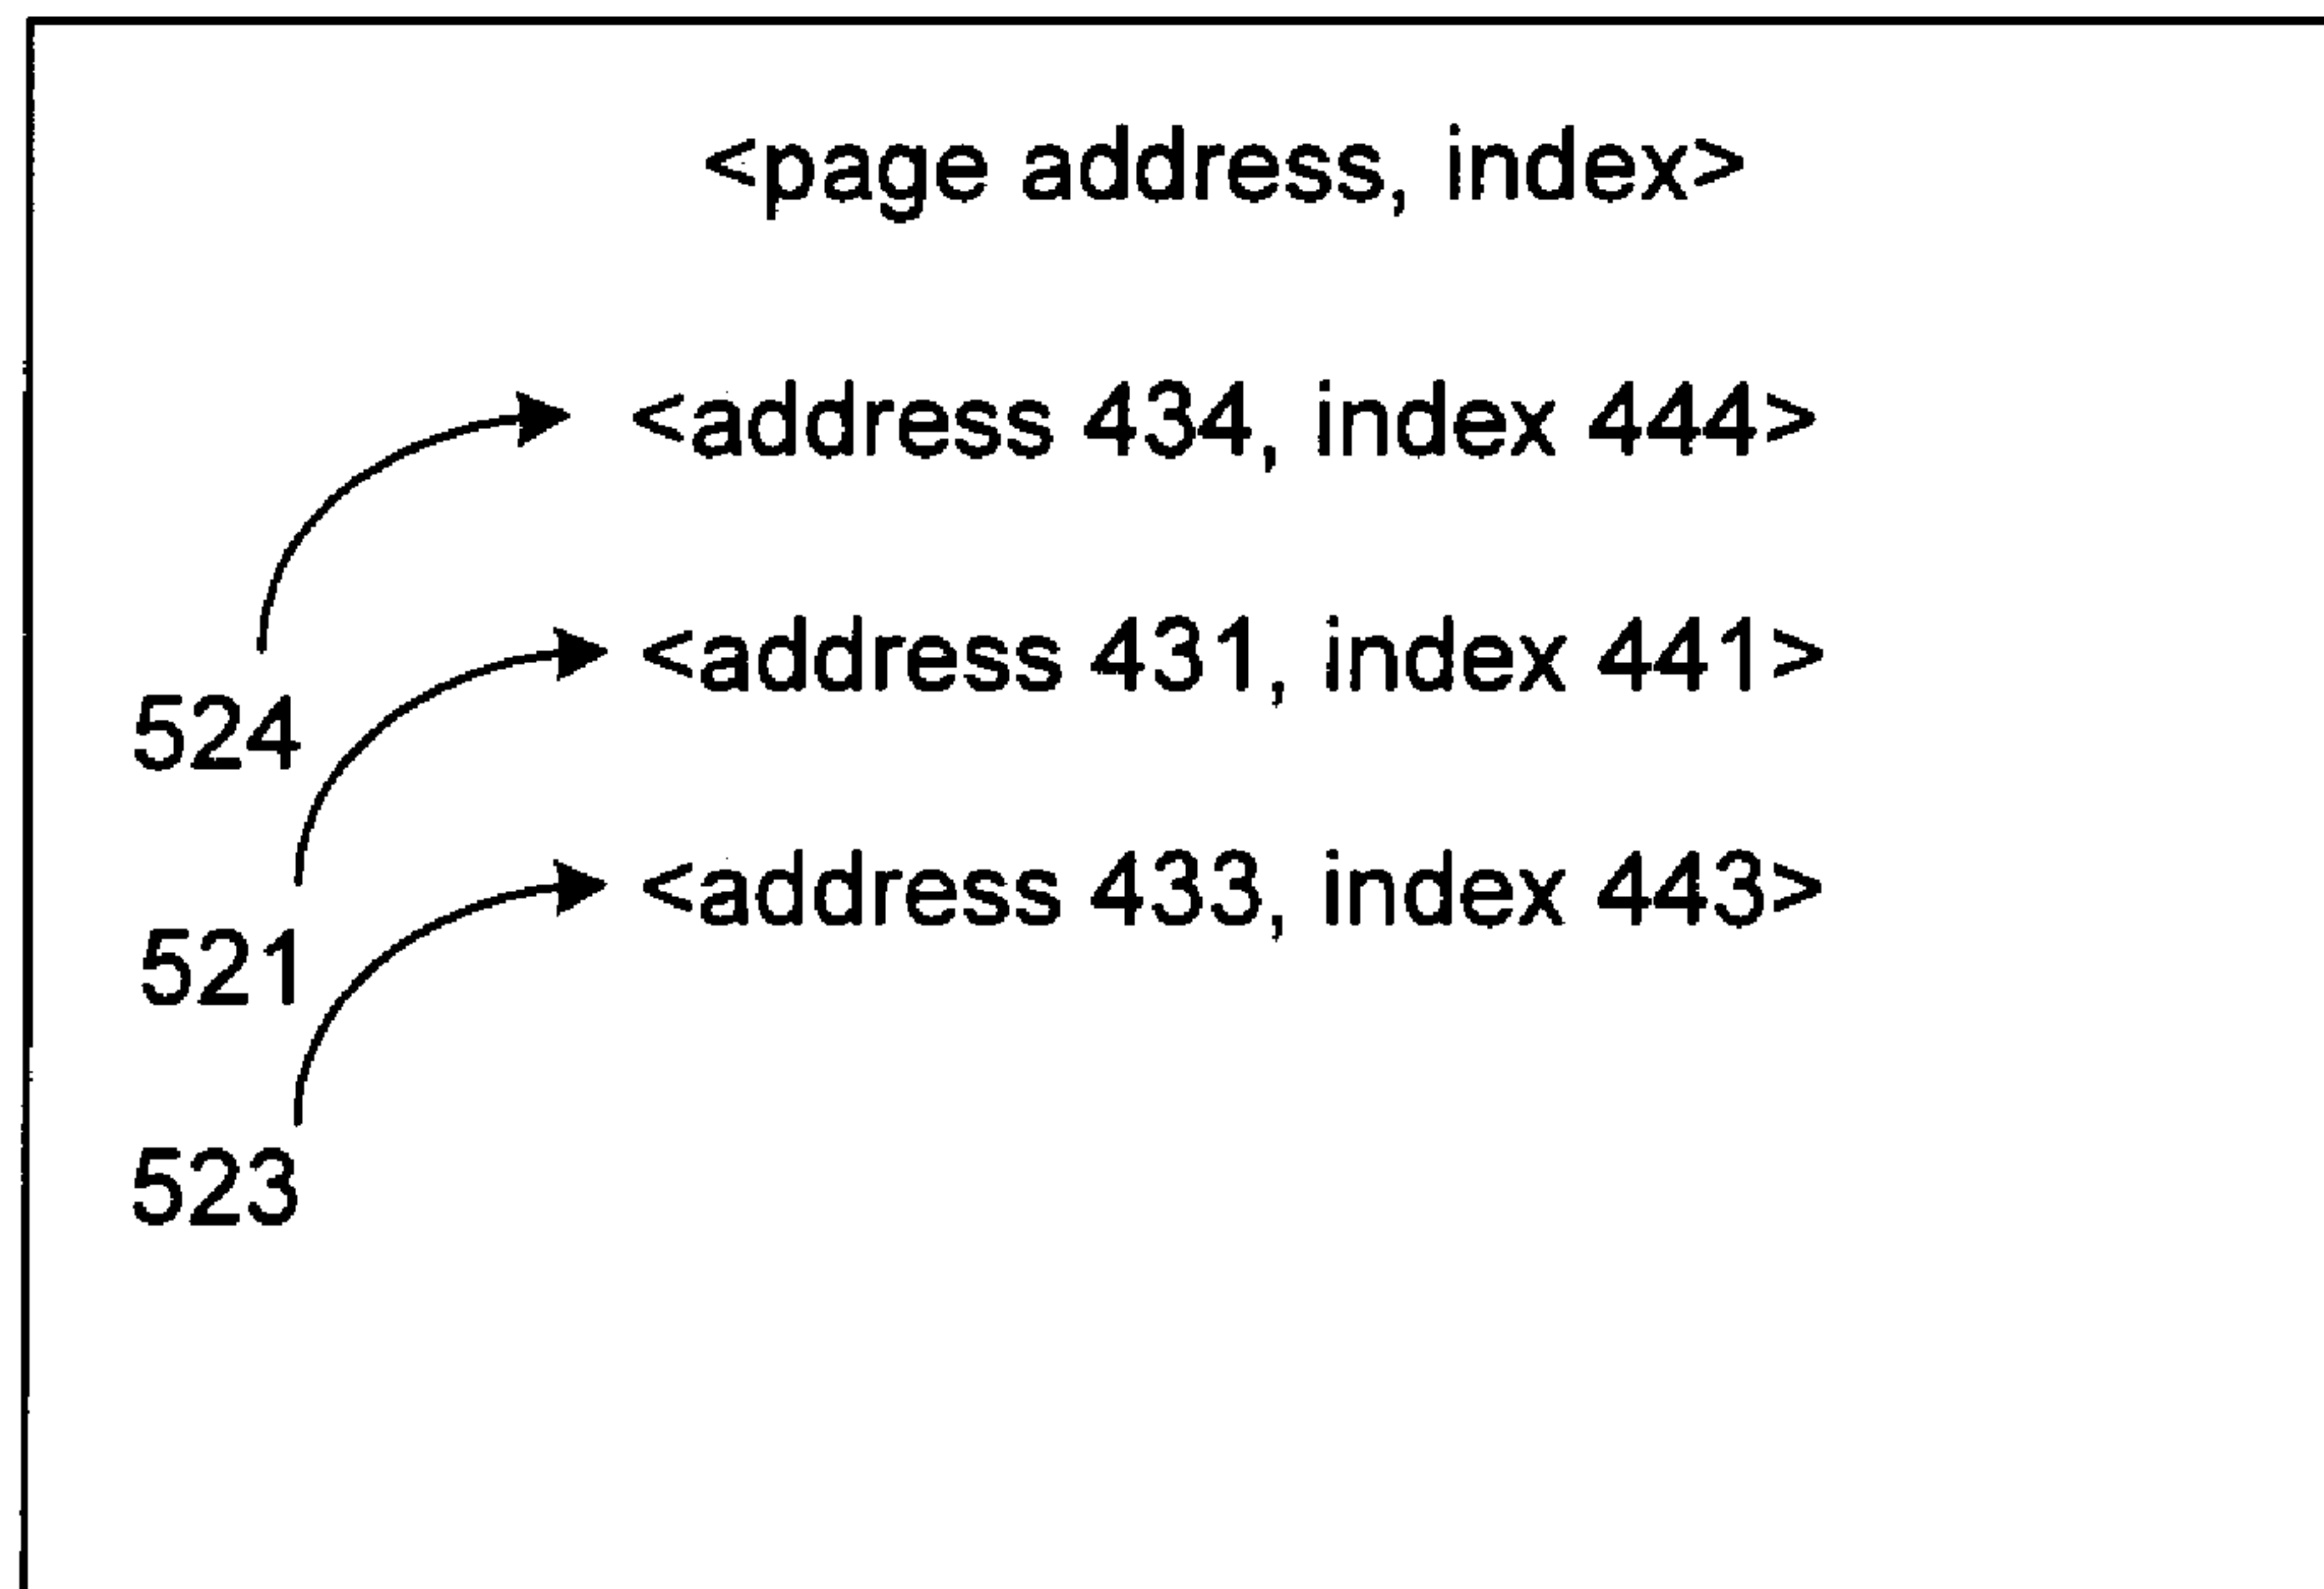 <page address, index>
<address 434, index 444>
<address 431, index 441>
524
<address 433, index 443>
521
523